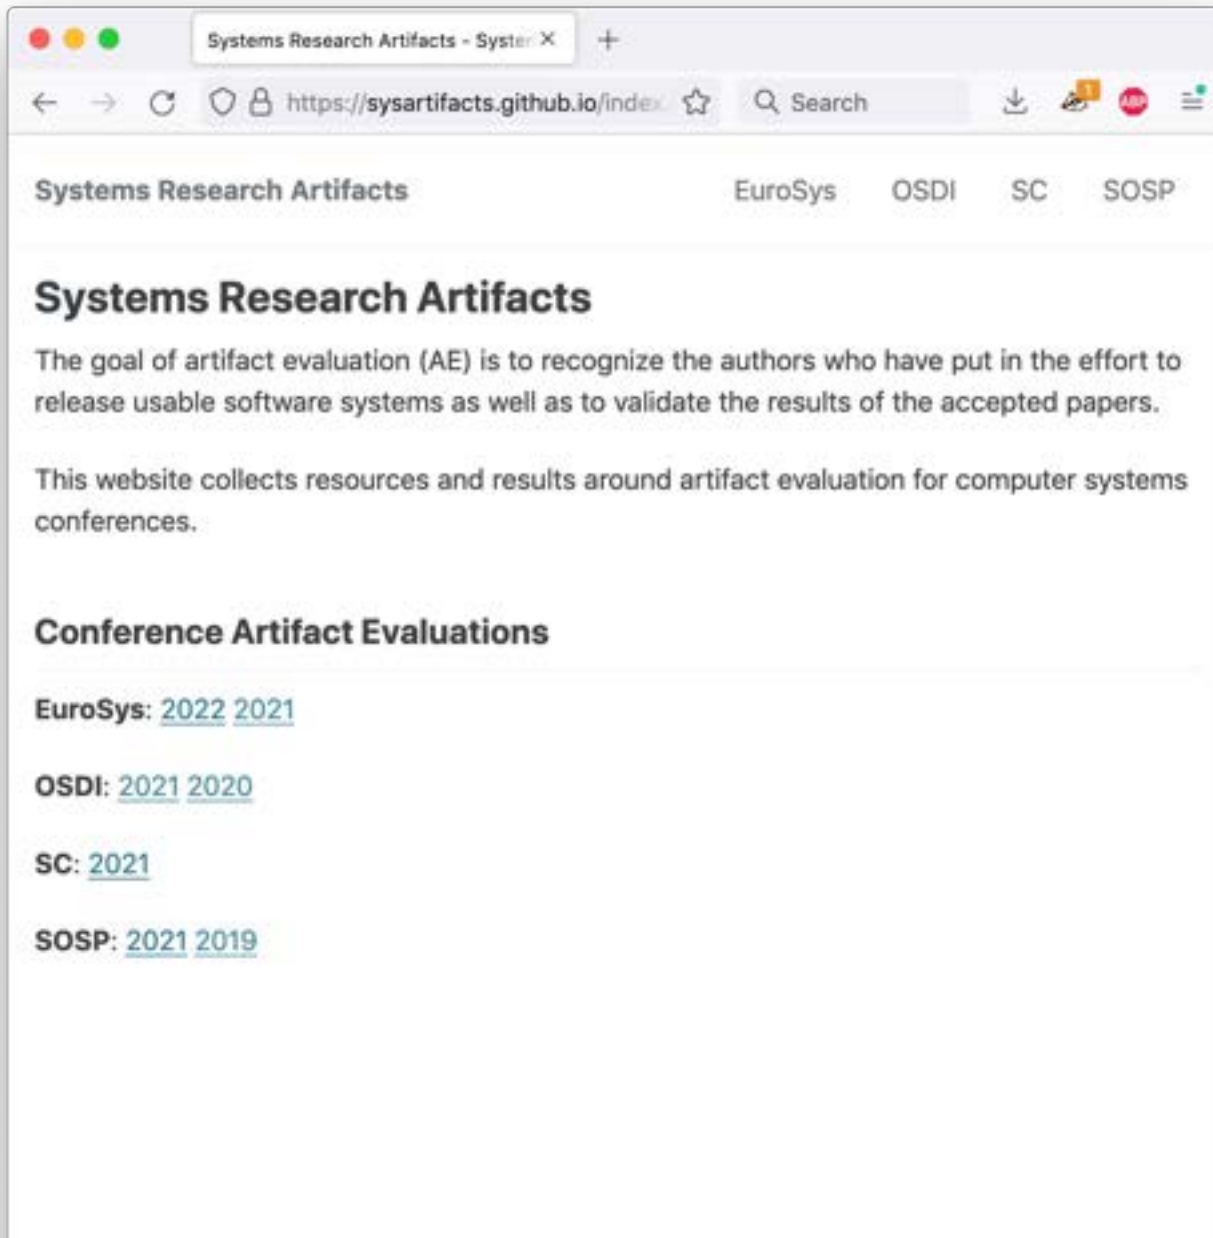 Systems Research Artifacts - Syster
https://sysartifacts.github.io/index
Search
1
ABP
Systems Research Artifacts
EuroSys
OSDI
SC
SOSP
Systems Research Artifacts
The goal of artifact evaluation (AE) is to recognize the authors who have put in the effort to
release usable software systems as well as to validate the results of the accepted papers.
This website collects resources and results around artifact evaluation for computer systems
conferences.
Conference Artifact Evaluations
EuroSys: 2022 2021
OSDI: 2021 2020
SC: 2021
SOSP: 2021 2019